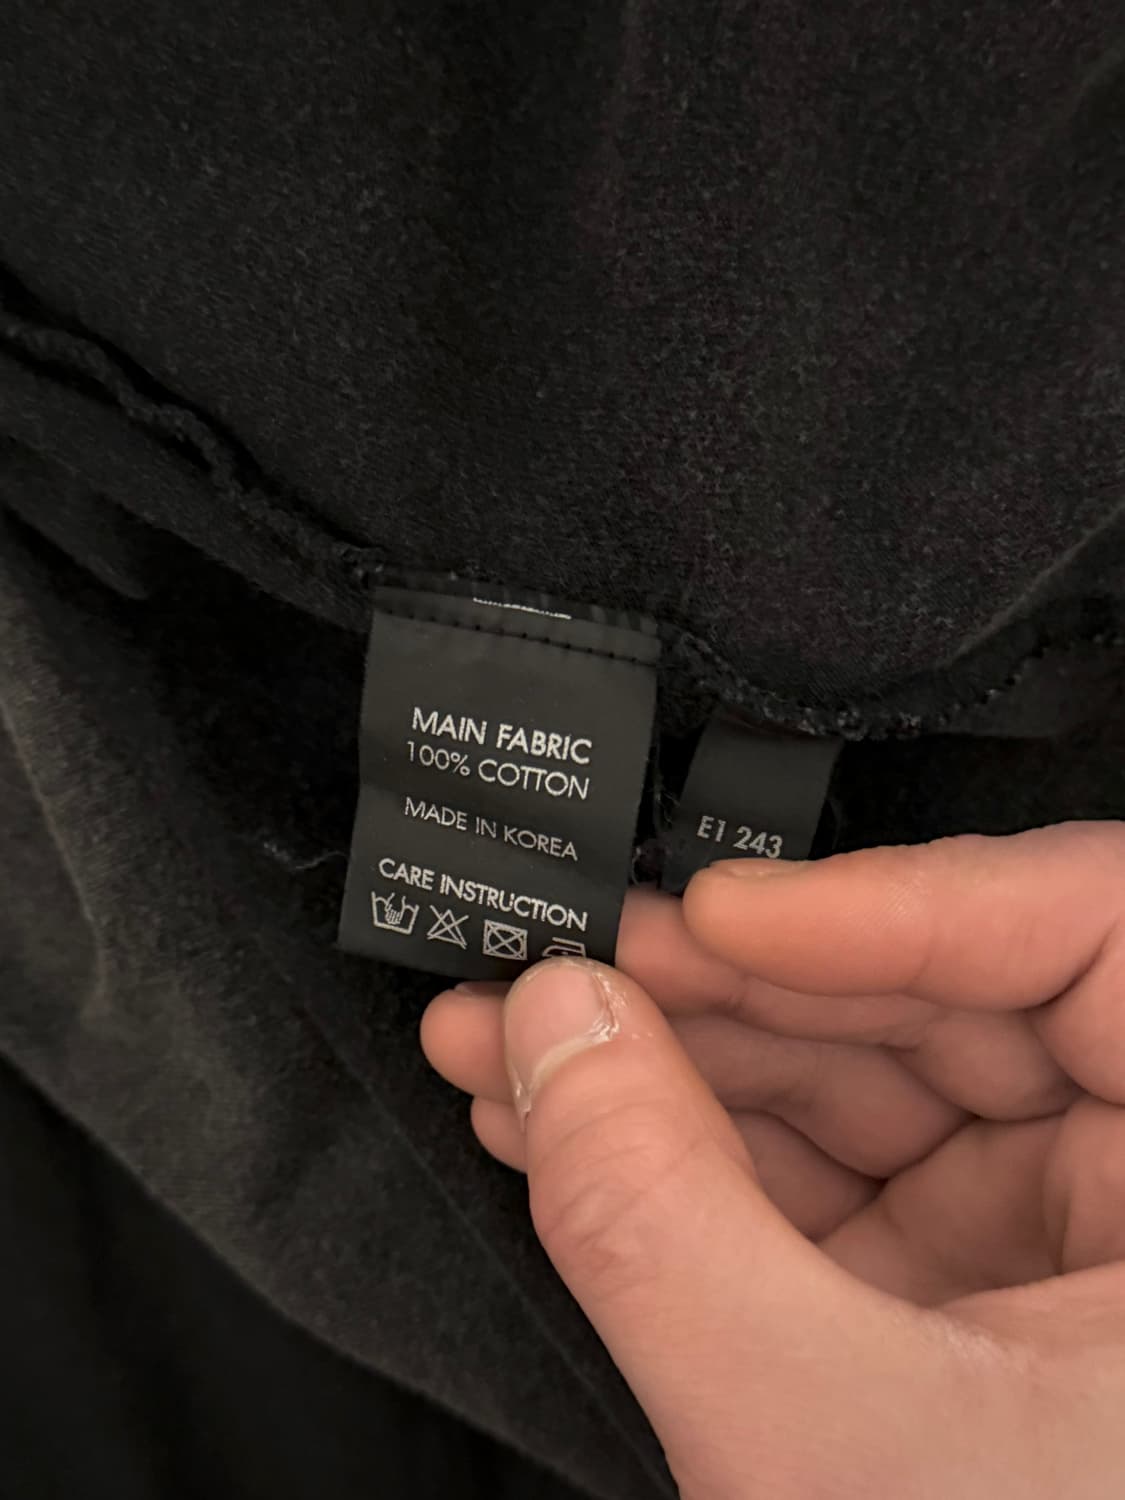 MAIN FABRIC
100% COTTON
MADE IN KOREA
CARE INSTRUCTION
E1 243